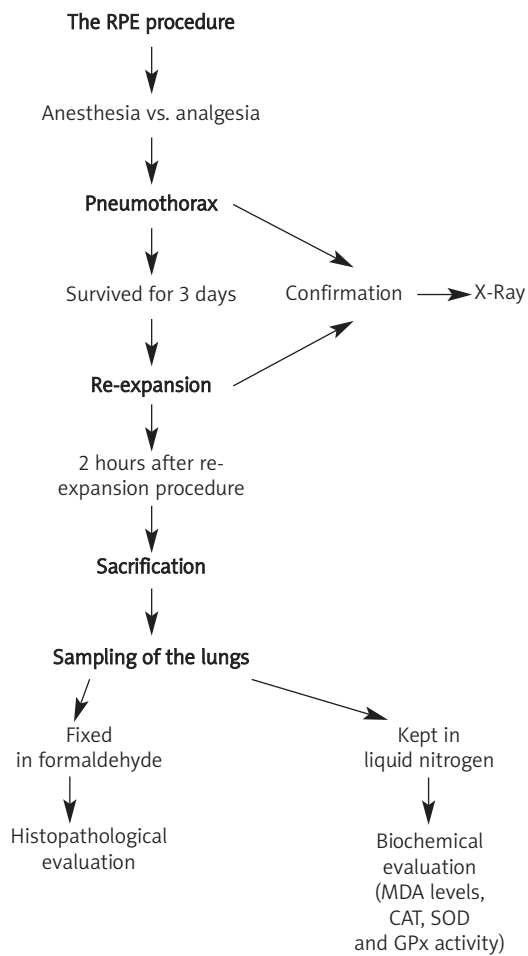 The RPE procedure
Anesthesia vs. analgesia
Pneumothorax
Survived for 3 days
Confirmation
X-Ray
Re-expansion
2 hours after re-
expansion procedure
Sacrification
Sampling of the lungs
Fixed
in formaldehyde
Histopathological
evaluation
Kept in
liquid nitrogen
Biochemical
evaluation
(MDA levels,
CAT, SOD
and GPx activity)